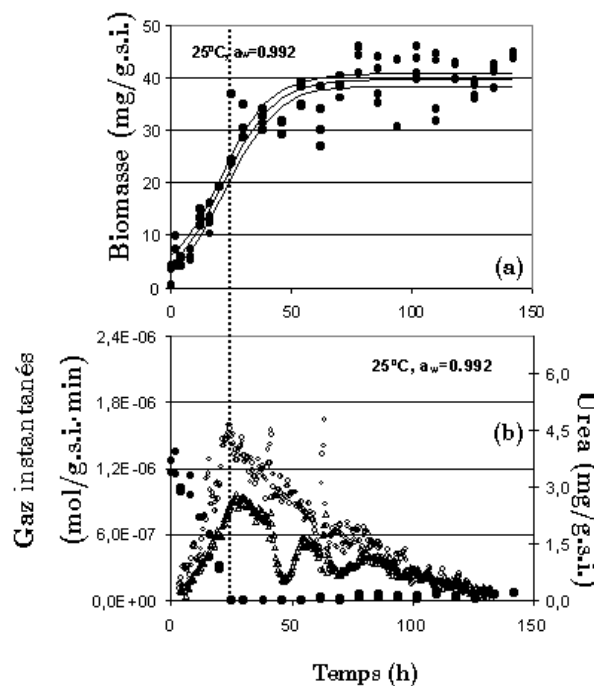 Biomasse (mg/g.s.i.)
50
40
30
20
10
0
25ºC, aw=0.992
(a)
0
50
100
150
Gaz instantanés
(mol/g.s.i.·min)
2,4E-06
1,8E-06
1,2E-06
6,0E-07
0,0E+00
25ºC, aw=0.992
(b)
6,0
4,5
3,0
1,5
0,0
Urea (mg/g.s.i.)
0
50
100
150
Temps (h)